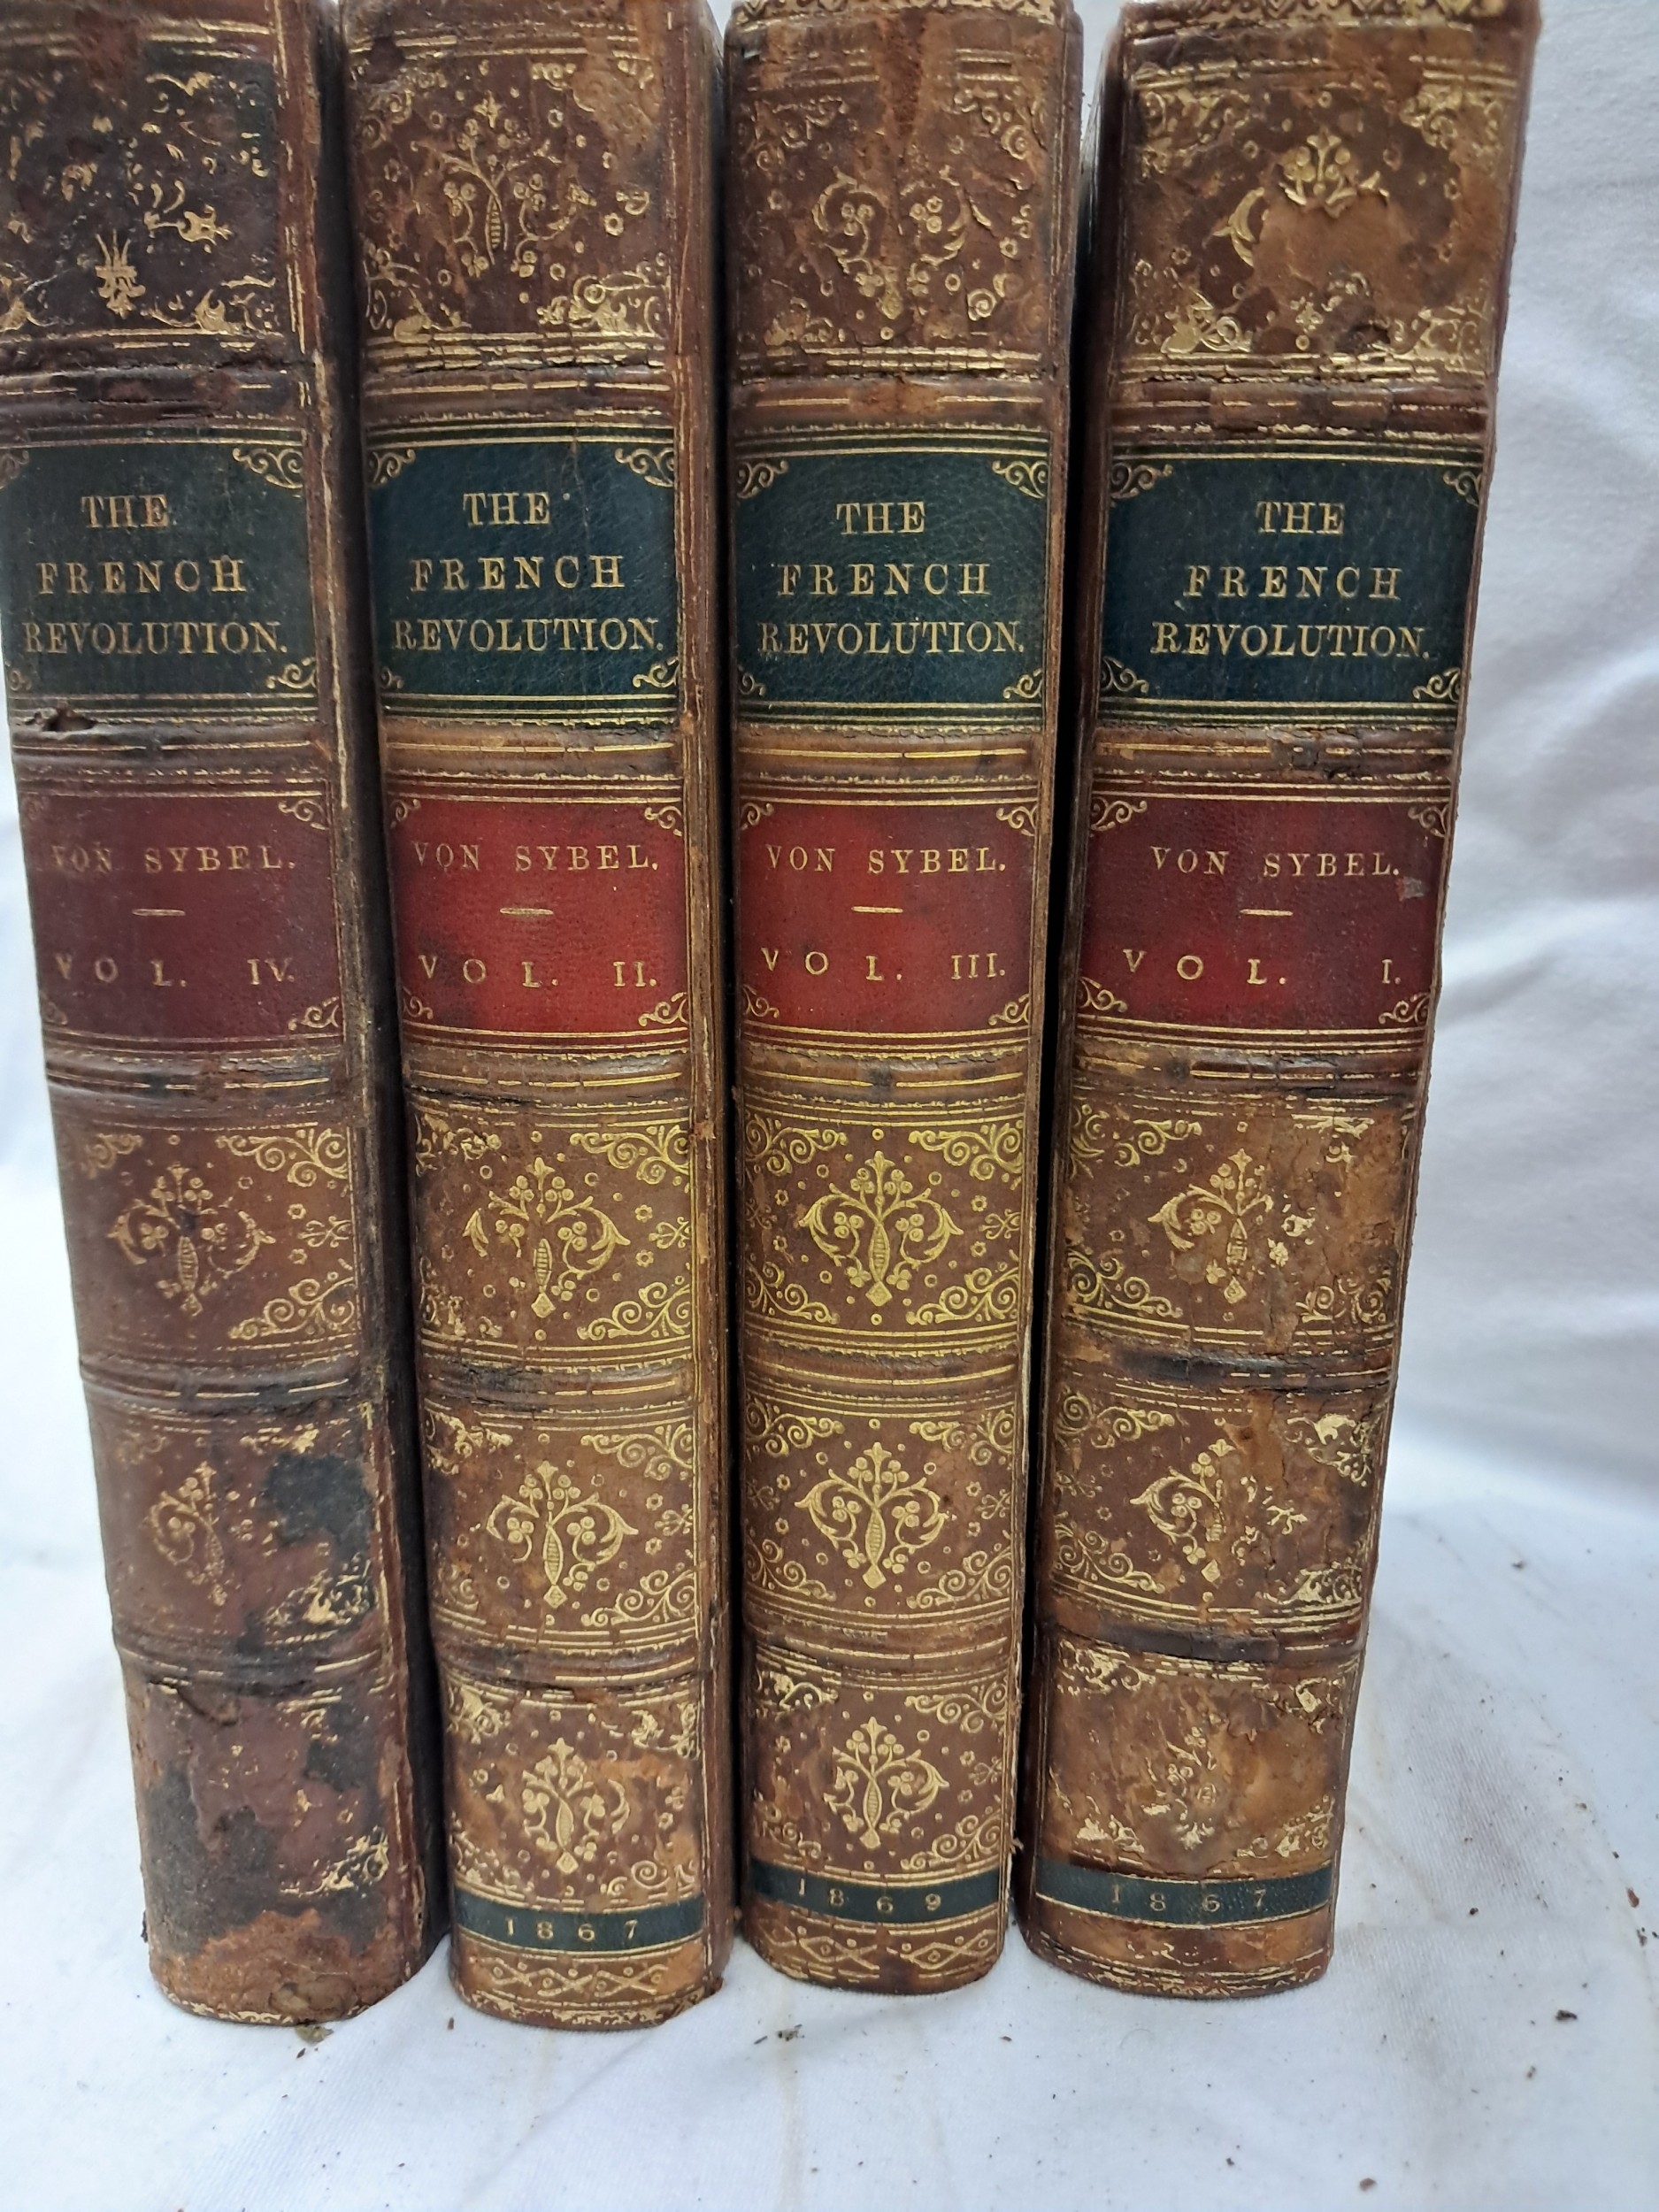 THE
FRENCH
REVOLUTION.
VON SYBEL.
VOL. IV.
THE
FRENCH
REVOLUTION.
VON SYBEL.
VOL. II.
1867
THE
FRENCH
REVOLUTION.
VON SYBEL.
VOL. III.
1869
THE
FRENCH
REVOLUTION.
VON SYBEL.
VOL. I.
1867